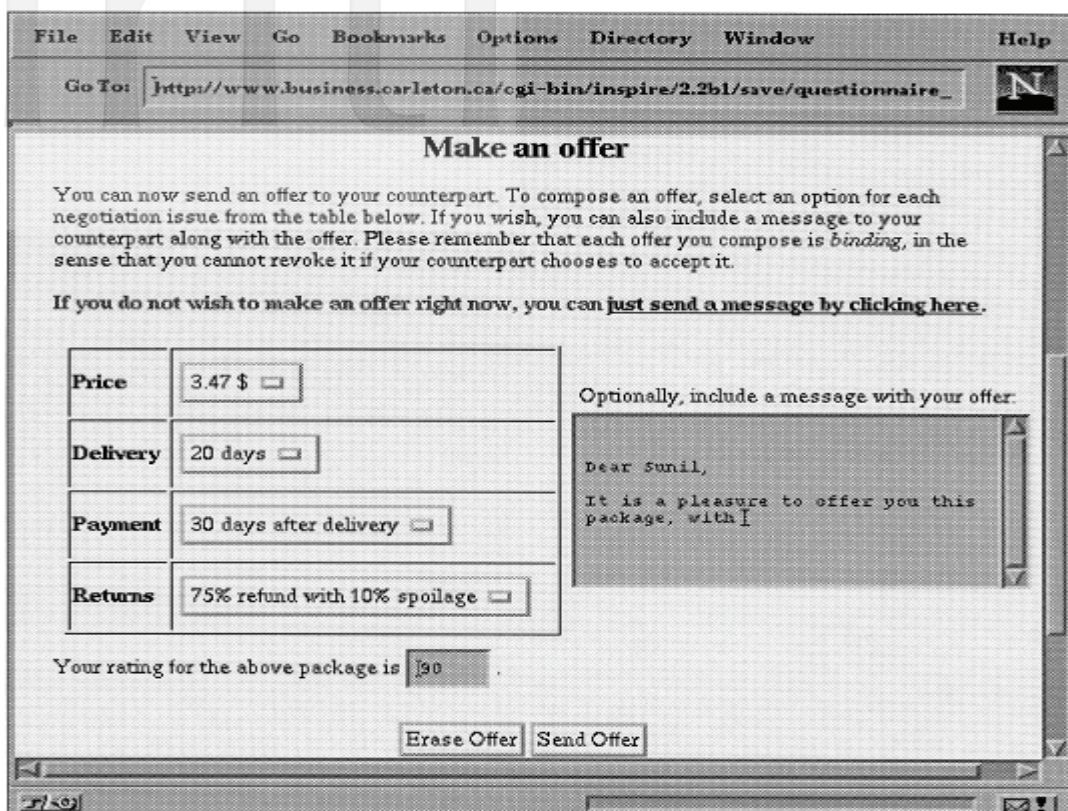 File Edit View Go Bookmarks Options Directory Window Help
Go To: http://www.business.carleton.ca/cgi-bin/inspire/2.2b1/save/questionnaire_
N
Make an offer
You can now send an offer to your counterpart. To compose an offer, select an option for each
negotiation issue from the table below. If you wish, you can also include a message to your
counterpart along with the offer. Please remember that each offer you compose is binding, in the
sense that you cannot revoke it if your counterpart chooses to accept it.
If you do not wish to make an offer right now, you can just send a message by clicking here.
Price 3.47 $
Delivery 20 days
Payment 30 days after delivery
Returns 75% refund with 10% spoilage
Optionally, include a message with your offer:
Dear Sunil,
It is a pleasure to offer you this
package, with
Your rating for the above package is 90 .
Erase Offer Send Offer